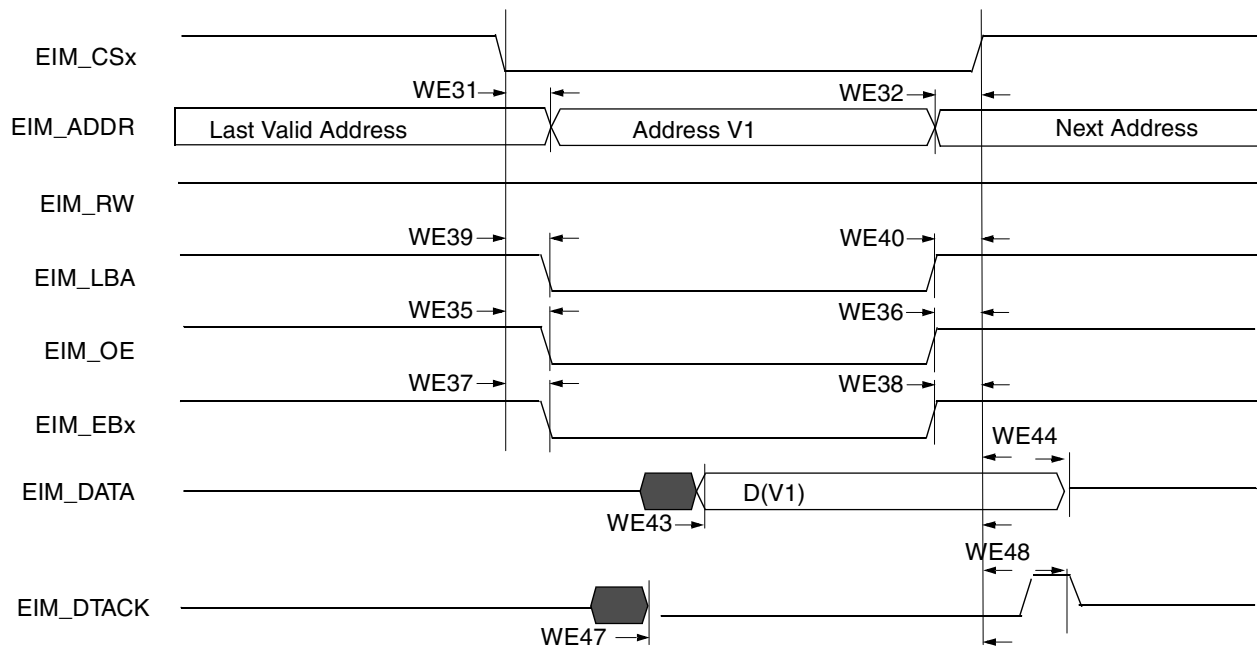 EIM_CSx
WE31
WE32
EIM_ADDR
Last Valid Address
Address V1
Next Address
EIM_RW
WE39
WE40
EIM_LBA
WE35
WE36
EIM_OE
WE37
WE38
EIM_EBx
WE44
EIM_DATA
D(V1)
WE43
WE48
EIM_DTACK
WE47